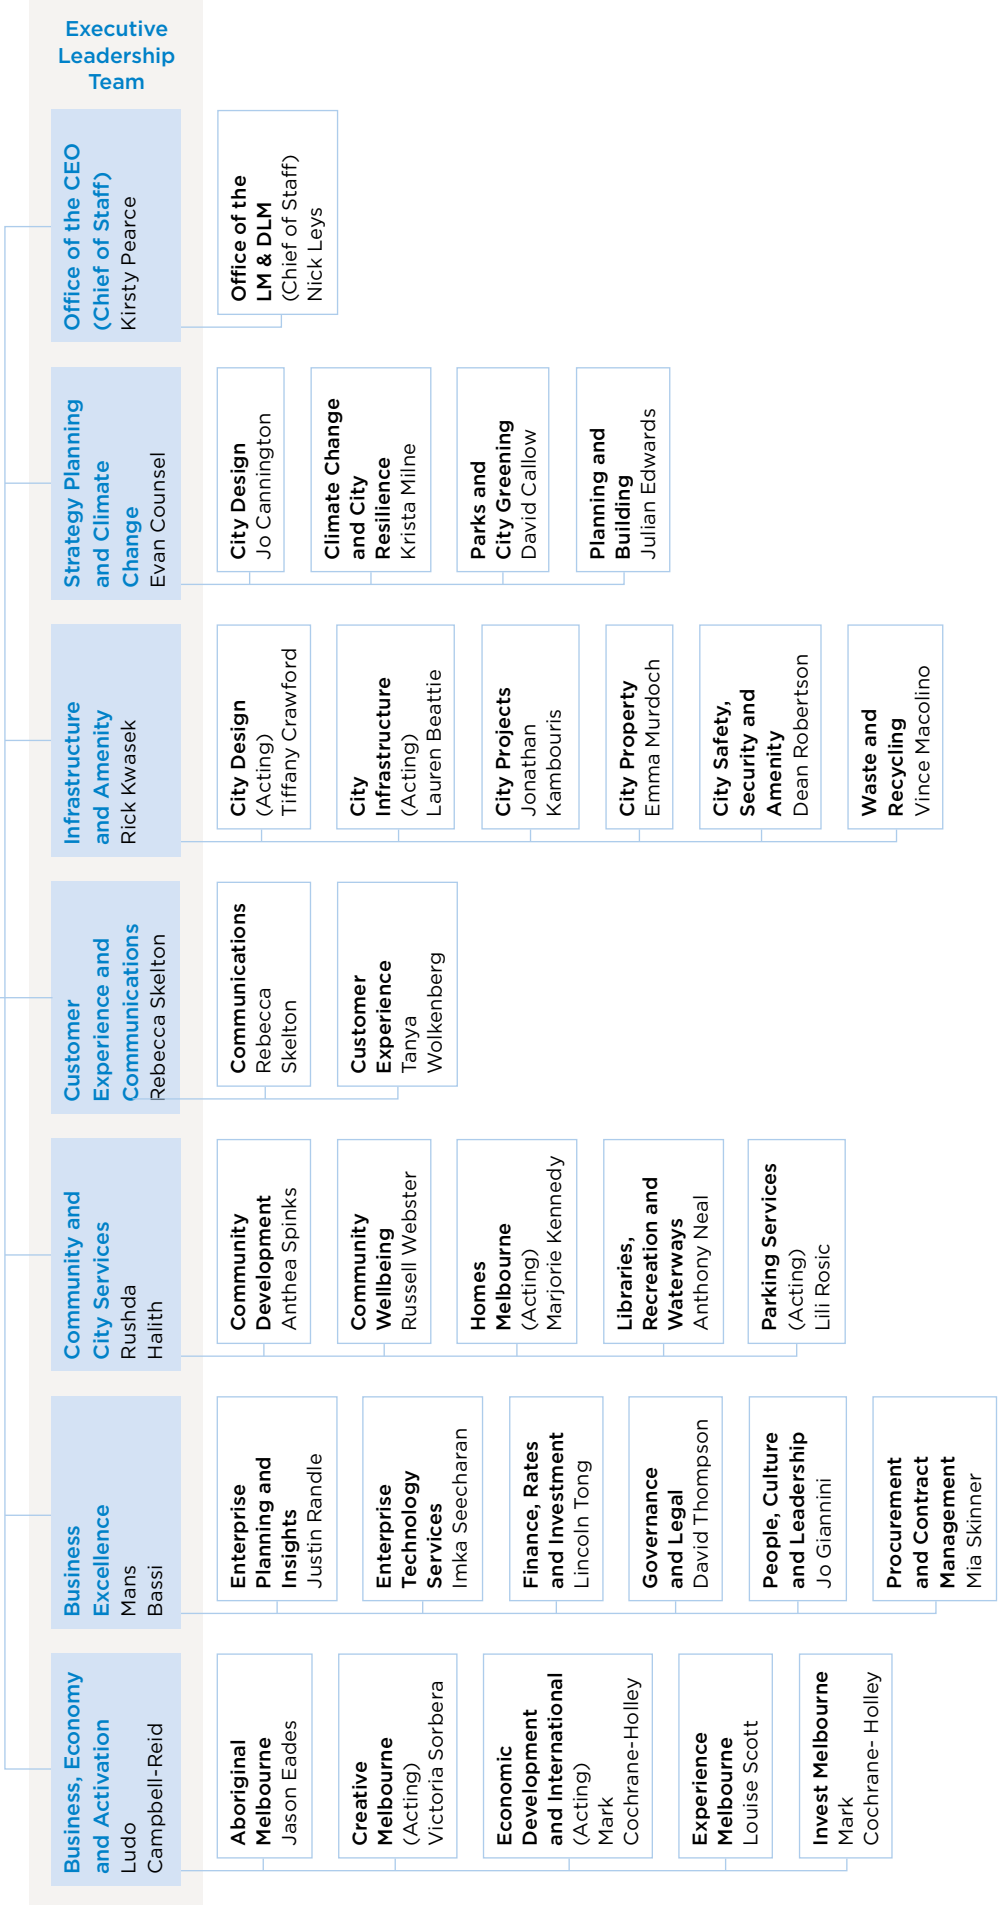 Executive
Leadership
Team
Business, Economy
and Activation
Ludo
Campbell-Reid
Aboriginal
Melbourne
Jason Eades
Creative
Melbourne
(Acting)
Victoria Sorbera
Economic
Development
and International
(Acting)
Mark
Cochrane-Holley
Experience
Melbourne
Louise Scott
Invest Melbourne
Mark
Cochrane- Holley
Business
Excellence
Mans
Bassi
Enterprise
Planning and
Insights
Justin Randle
Enterprise
Technology
Services
Imka Seecharan
Finance, Rates
and Investment
Lincoln Tong
Governance
and Legal
David Thompson
People, Culture
and Leadership
Jo Giannini
Procurement
and Contract
Management
Mia Skinner
Community and
City Services
Rushda
Halith
Community
Development
Anthea Spinks
Community
Wellbeing
Russell Webster
Homes
Melbourne
(Acting)
Marjorie Kennedy
Libraries,
Recreation and
Waterways
Anthony Neal
Parking Services
(Acting)
Lili Rosic
Customer
Experience and
Communications
Rebecca Skelton
Communications
Rebecca
Skelton
Customer
Experience
Tanya
Wolkenberg
Infrastructure
and Amenity
Rick Kwasek
City Design
(Acting)
Tiffany Crawford
City
Infrastructure
(Acting)
Lauren Beattie
City Projects
Jonathan
Kambouris
City Property
Emma Murdoch
City Safety,
Security and
Amenity
Dean Robertson
Waste and
Recycling
Vince Macolino
Strategy Planning
and Climate
Change
Evan Counsel
City Design
Jo Cannington
Climate Change
and City
Resilience
Krista Milne
Parks and
City Greening
David Callow
Planning and
Building
Julian Edwards
Office of the CEO
(Chief of Staff)
Kirsty Pearce
Office of the
LM & DLM
(Chief of Staff)
Nick Leys